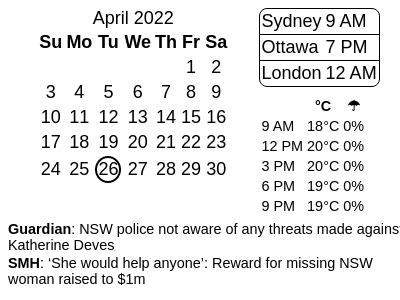 April 2022
Su Mo Tu We Th Fr Sa
1 2
3 4 5 6 7 8 9
10 11 12 13 14 15 16
17 18 19 20 21 22 23
24 25 26 27 28 29 30
Sydney 9 AM
Ottawa 7 PM
London 12 AM
°C ☂
9 AM 18°C 0%
12 PM 20°C 0%
3 PM 20°C 0%
6 PM 19°C 0%
9 PM 19°C 0%
Guardian: NSW police not aware of any threats made against
Katherine Deves
SMH: ‘She would help anyone’: Reward for missing NSW
woman raised to $1m